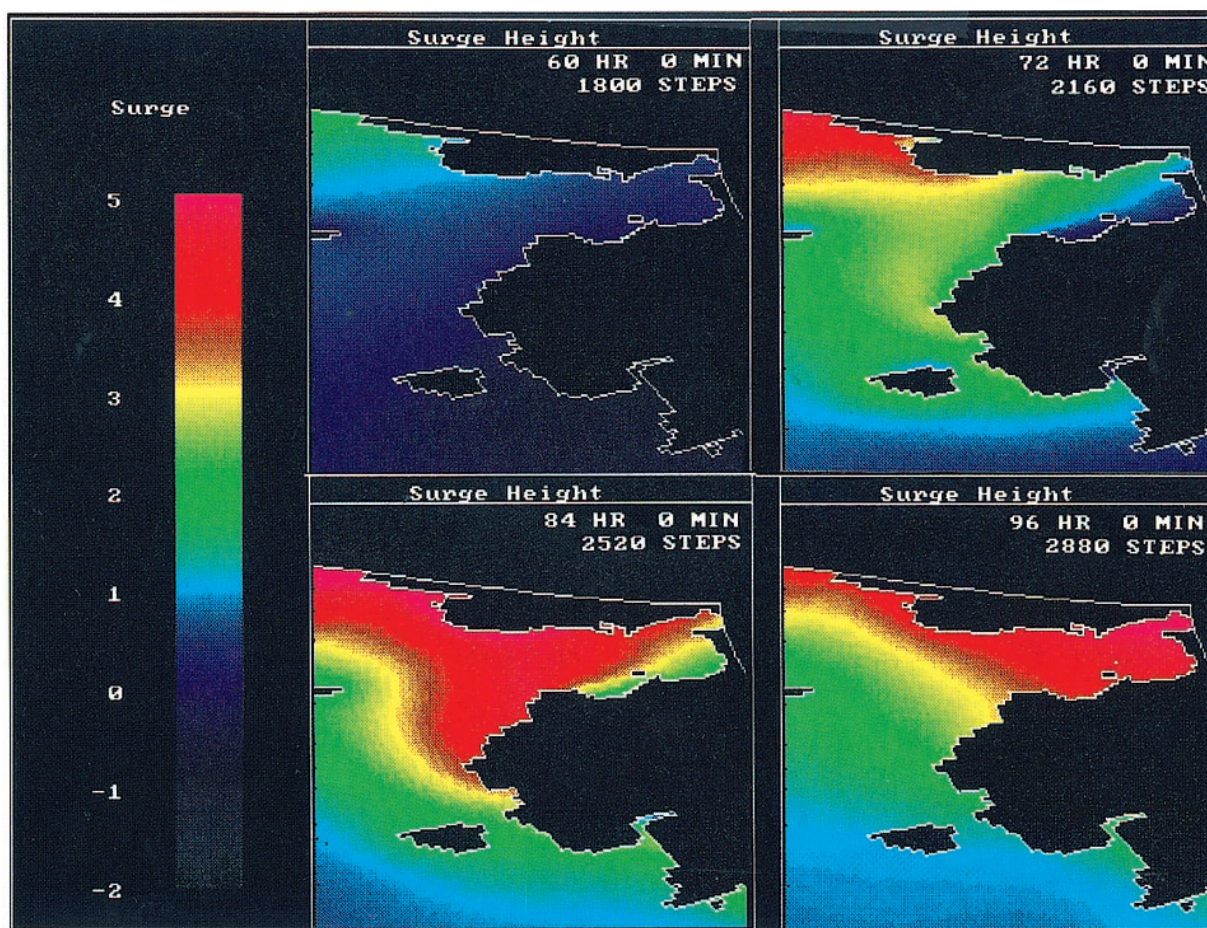 Surge
5
4
3
2
1
0
-1
-2
Surge Height
60 HR 0 MIN
1800 STEPS
Surge Height
72 HR 0 MIN
2160 STEPS
Surge Height
84 HR 0 MIN
2520 STEPS
Surge Height
96 HR 0 MIN
2880 STEPS